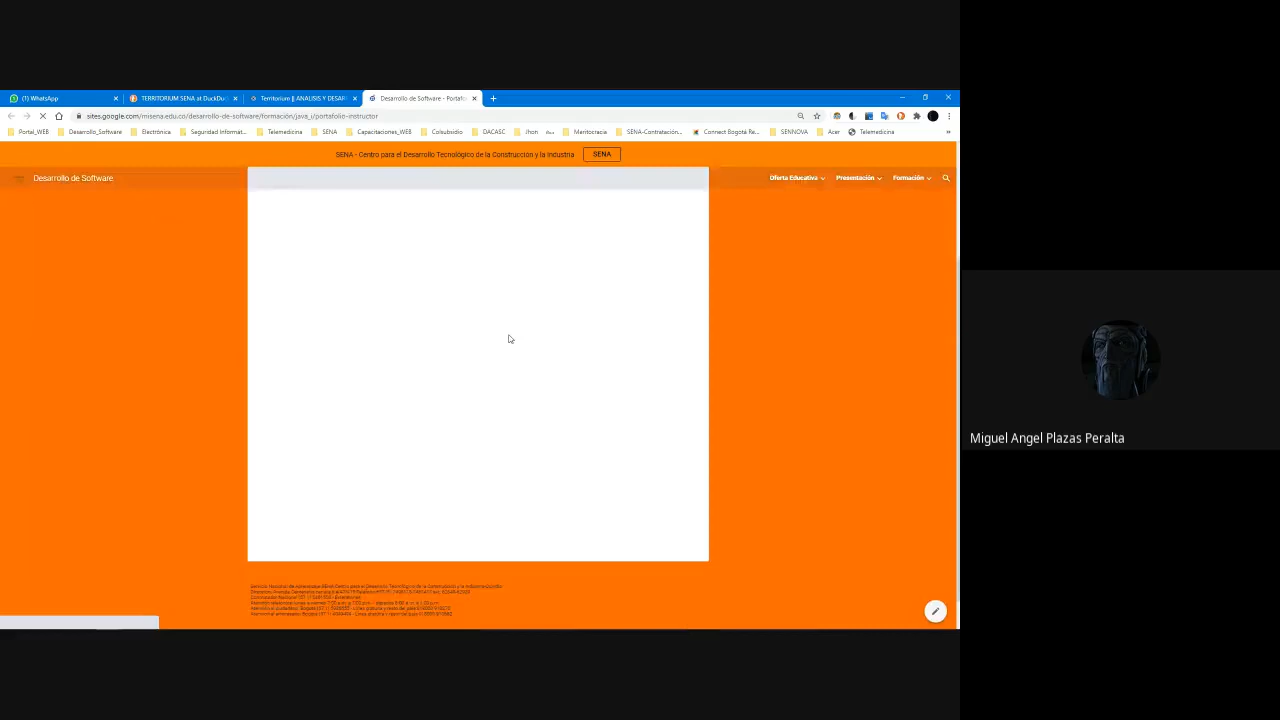 (1) WhatsApp
TERRITORIUM SENA at DuckDu
Territorium || ANALISIS Y DESAR
Desarrollo de Software - Portafo
sites.google.com/misena.edu.co/desarrollo-de-software/formación/java_i/portafolio-instructor
Portal_WEB
Desarrollo_Software
Electrónica
Seguridad Informat...
Telemedicina
SENA
Capacitaciones_WEB
Colsubsidio
DACASC
Jhon
Meritocracia
SENA-Contratación...
Connect Bogotá Re...
SENNOVA
Acer
Telemedicina
»
SENA - Centro para el Desarrollo Tecnológico de la Construcción y la Industria
SENA
Desarrollo de Software
Oferta Educativa
Presentación
Formación
Miguel Angel Plazas Peralta